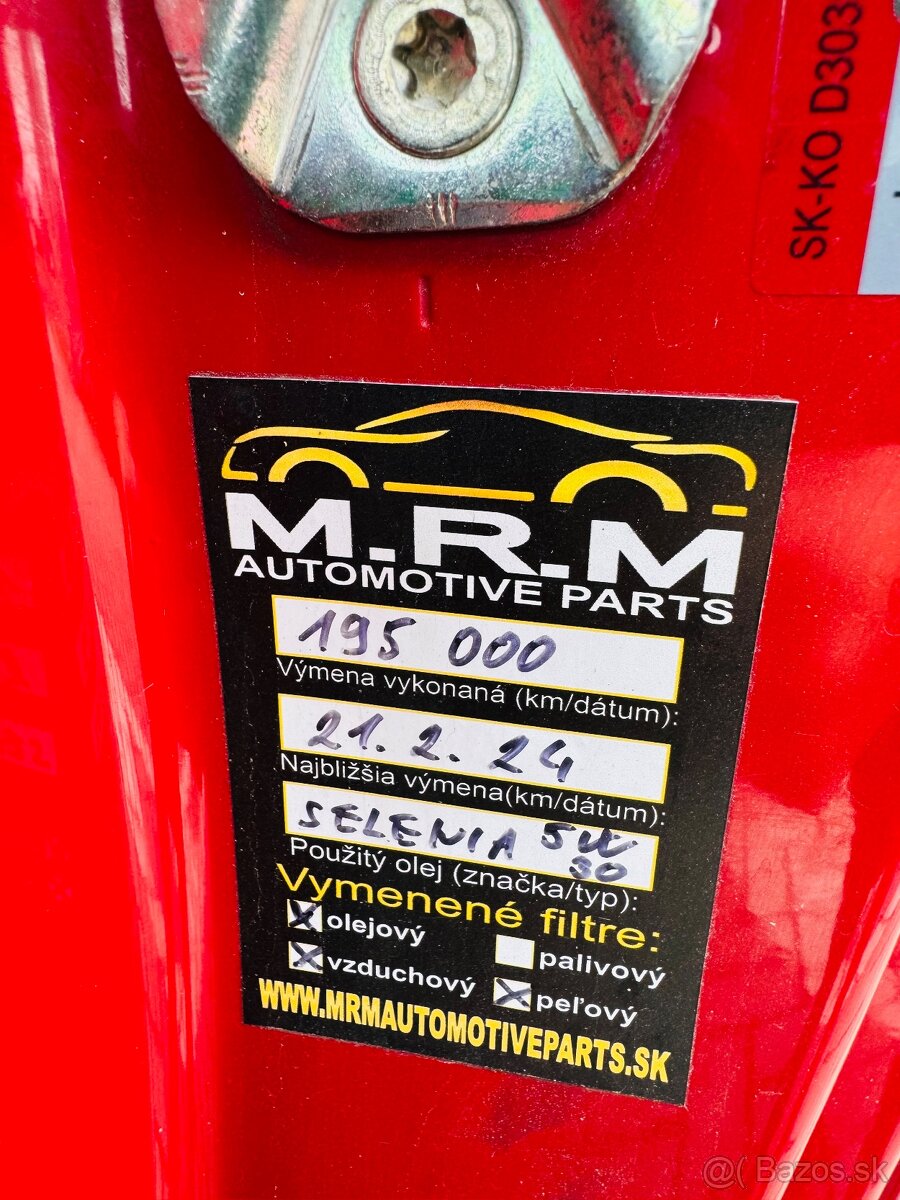 SK-KO D303
M.R.M
AUTOMOTIVE PARTS
195 000
Výmena vykonaná (km/dátum):
21. 2. 24
Najbližšia výmena(km/dátum):
SELENIA 5W
30
Použitý olej (značka/typ):
Vymenené filtre:
X olejový
palivový
X vzduchový
X peľový
WWW.MRMAUTOMOTIVEPARTS.SK
@( Bazos.sk